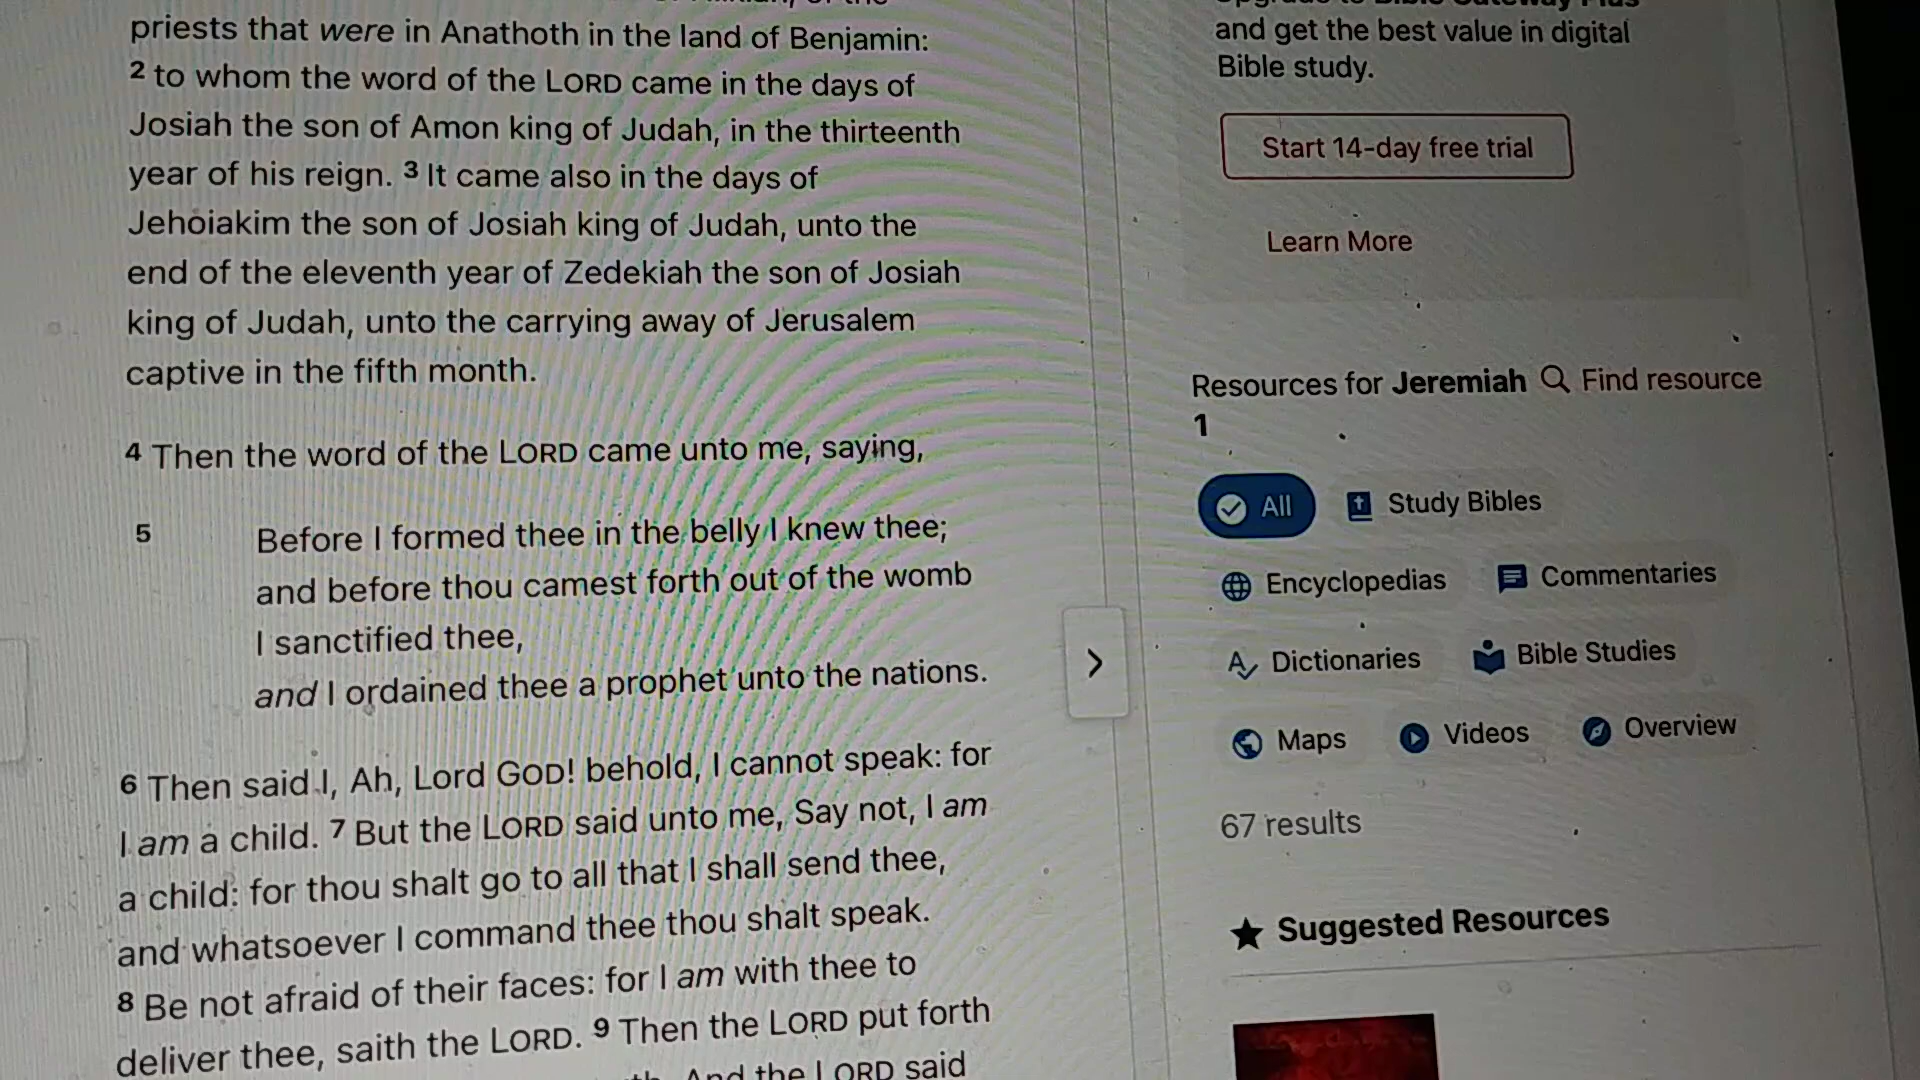 priests that were in Anathoth in the land of Benjamin:
2 to whom the word of the LORD came in the days of
Josiah the son of Amon king of Judah, in the thirteenth
year of his reign. 3 It came also in the days of
Jehoiakim the son of Josiah king of Judah, unto the
end of the eleventh year of Zedekiah the son of Josiah
king of Judah, unto the carrying away of Jerusalem
captive in the fifth month.
4 Then the word of the LORD came unto me, saying,
5 Before I formed thee in the belly I knew thee;
and before thou camest forth out of the womb
I sanctified thee,
and I ordained thee a prophet unto the nations.
6 Then said I, Ah, Lord GOD! behold, I cannot speak: for
I am a child. 7 But the LORD said unto me, Say not, I am
a child: for thou shalt go to all that I shall send thee,
and whatsoever I command thee thou shalt speak.
8 Be not afraid of their faces: for I am with thee to
deliver thee, saith the LORD. 9 Then the LORD put forth
And the LORD said
and get the best value in digital
Bible study.
Start 14-day free trial
Learn More
Resources for Jeremiah
1
Find resource
All
Study Bibles
Encyclopedias
Commentaries
Dictionaries
Bible Studies
Maps
Videos
Overview
67 results
Suggested Resources